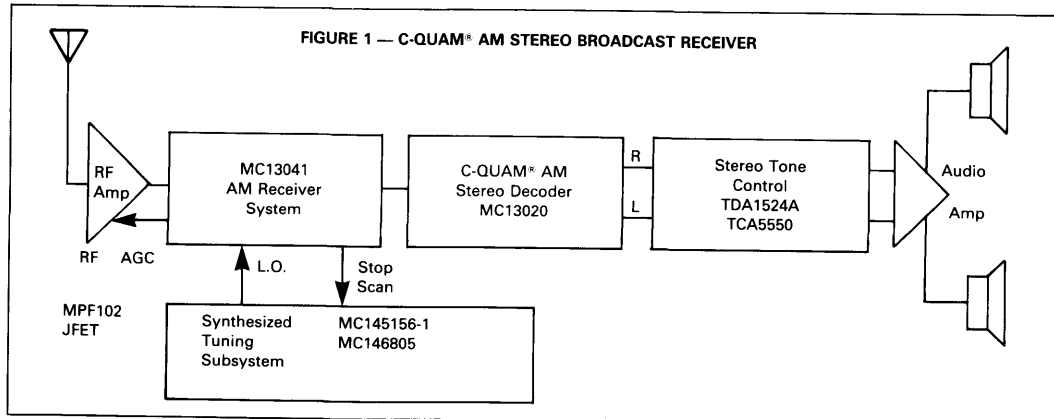 FIGURE 1 — C-QUAM® AM STEREO BROADCAST RECEIVER
RF
Amp
MC13041
AM Receiver
System
C-QUAM® AM
Stereo Decoder
MC13020
R
L
Stereo Tone
Control
TDA1524A
TCA5550
Audio
Amp
RF AGC
L.O.
Stop
Scan
MPF102
JFET
Synthesized MC145156-1
Tuning MC146805
Subsystem